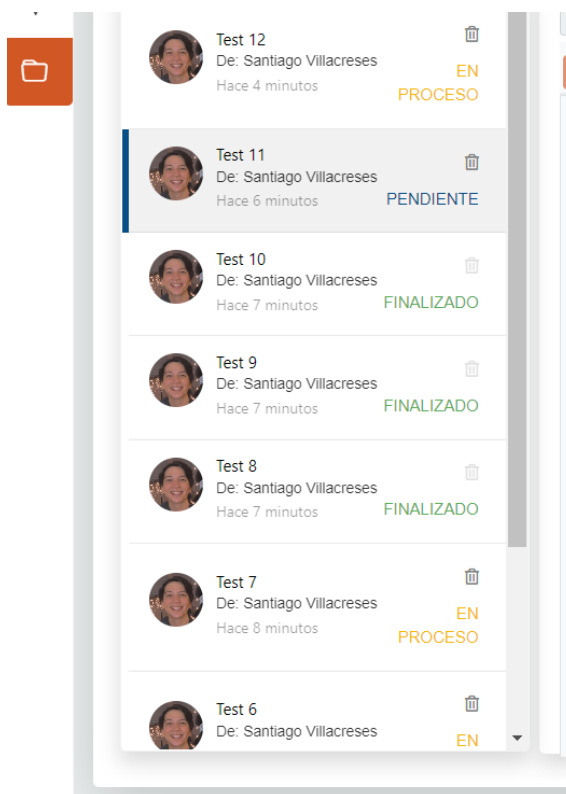 Test 12
De: Santiago Villacreses
Hace 4 minutos
EN
PROCESO
Test 11
De: Santiago Villacreses
Hace 6 minutos
PENDIENTE
Test 10
De: Santiago Villacreses
Hace 7 minutos
FINALIZADO
Test 9
De: Santiago Villacreses
Hace 7 minutos
FINALIZADO
Test 8
De: Santiago Villacreses
Hace 7 minutos
FINALIZADO
Test 7
De: Santiago Villacreses
Hace 8 minutos
EN
PROCESO
Test 6
De: Santiago Villacreses
EN